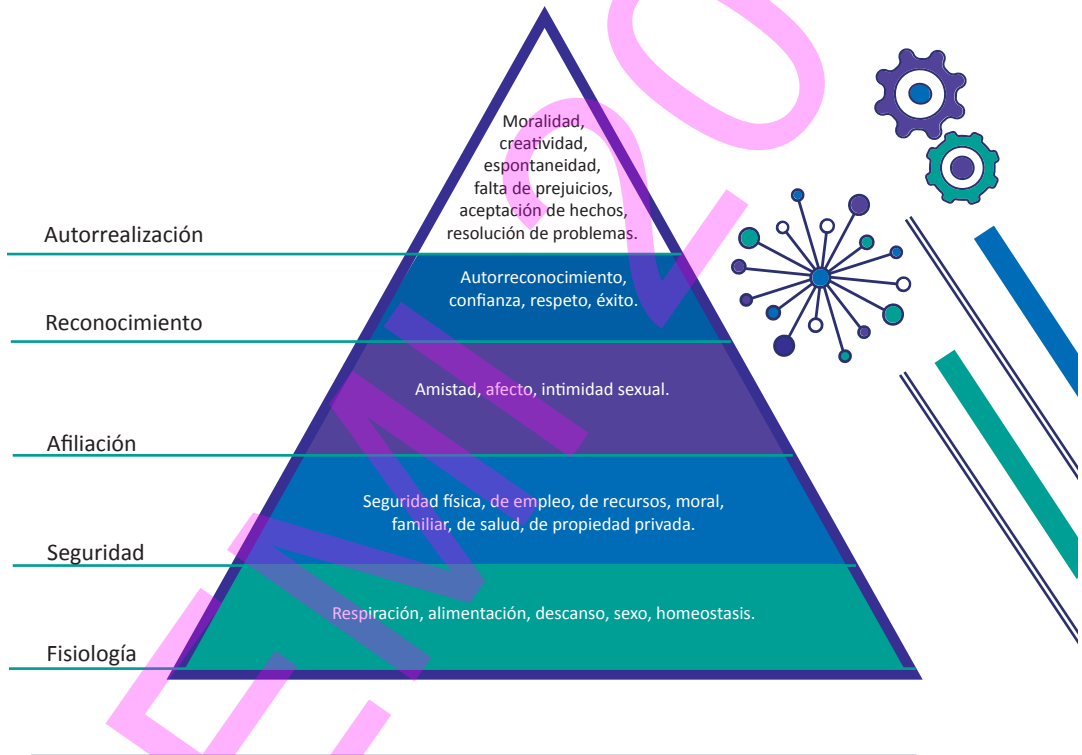 Moralidad,
creatividad,
espontaneidad,
falta de prejuicios,
aceptación de hechos,
resolución de problemas.
Autorrealización
Autorreconocimiento,
confianza, respeto, éxito.
Reconocimiento
Amistad, afecto, intimidad sexual.
Afiliación
Seguridad física, de empleo, de recursos, moral,
familiar, de salud, de propiedad privada.
Seguridad
Respiración, alimentación, descanso, sexo, homeostasis.
Fisiología